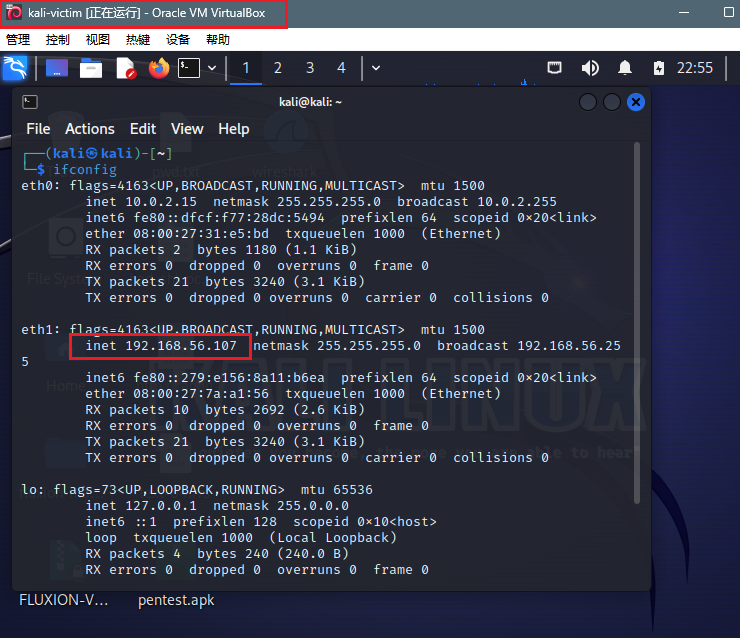 kali-victim [正在运行] - Oracle VM VirtualBox
管理 控制 视图 热键 设备 帮助
1 2 3 4 22:55
kali@kali: ~
File Actions Edit View Help
┌──(kali㉿kali)-[~]
└─$ ifconfig
eth0: flags=4163<UP,BROADCAST,RUNNING,MULTICAST>  mtu 1500
inet 10.0.2.15  netmask 255.255.255.0  broadcast 10.0.2.255
inet6 fe80::dfcf:f77:28dc:5494  prefixlen 64  scopeid 0×20<link>
ether 08:00:27:31:e5:bd  txqueuelen 1000  (Ethernet)
RX packets 2  bytes 1180 (1.1 KiB)
RX errors 0  dropped 0  overruns 0  frame 0
TX packets 21  bytes 3240 (3.1 KiB)
TX errors 0  dropped 0 overruns 0  carrier 0  collisions 0
eth1: flags=4163<UP,BROADCAST,RUNNING,MULTICAST>  mtu 1500
inet 192.168.56.107  netmask 255.255.255.0  broadcast 192.168.56.25
5
inet6 fe80::279:e156:8a11:b6ea  prefixlen 64  scopeid 0×20<link>
ether 08:00:27:7a:a1:56  txqueuelen 1000  (Ethernet)
RX packets 10  bytes 2692 (2.6 KiB)
RX errors 0  dropped 0  overruns 0  frame 0
TX packets 21  bytes 3240 (3.1 KiB)
TX errors 0  dropped 0 overruns 0  carrier 0  collisions 0
lo: flags=73<UP,LOOPBACK,RUNNING>  mtu 65536
inet 127.0.0.1  netmask 255.0.0.0
inet6 ::1  prefixlen 128  scopeid 0×10<host>
loop  txqueuelen 1000  (Local Loopback)
RX packets 4  bytes 240 (240.0 B)
RX errors 0  dropped 0  overruns 0  frame 0
File System
Home
KALI LINUX
able to hear"
FLUXION-V... pentest.apk